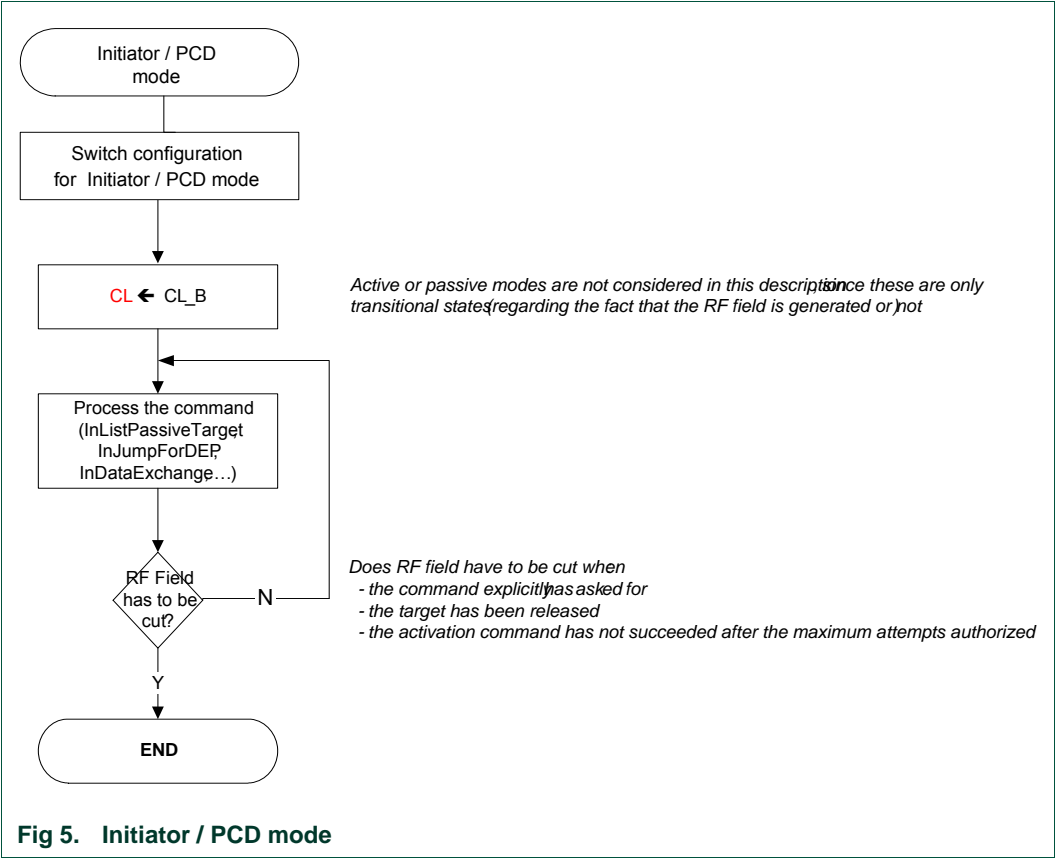 Initiator / PCD
mode
Switch configuration
for Initiator / PCD mode
CL 🡸 CL_B
Active or passive modes are not considered in this description, since these are only
transitional states (regarding the fact that the RF field is generated or not)
Process the command
(InListPassiveTarget,
InJumpForDEP,
InDataExchange,…)
RF Field
has to be
cut?
N
Does RF field have to be cut when
- the command explicitly has asked for
- the target has been released
- the activation command has not succeeded after the maximum attempts authorized
Y
END
Fig 5. Initiator / PCD mode